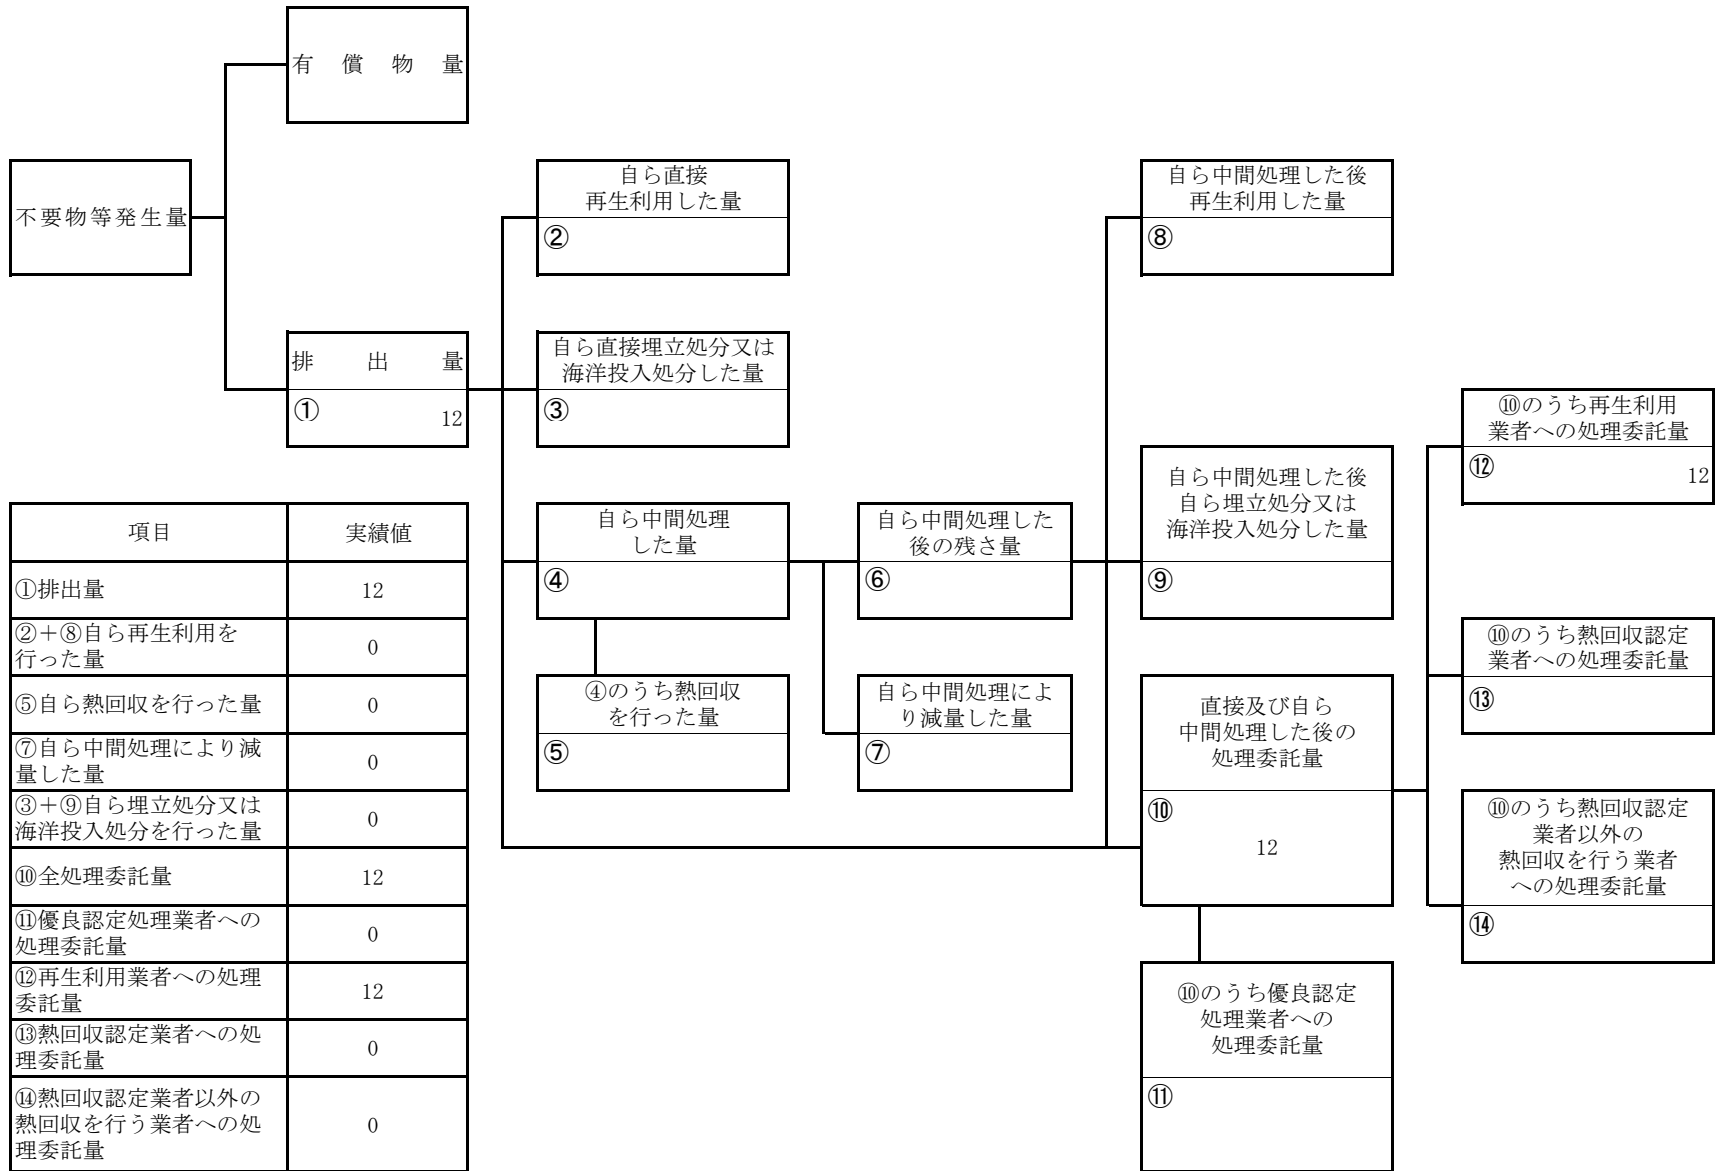 有償物量
不要物等発生量
排出量
①
12
自ら直接
再生利用した量
②
自ら直接埋立処分又は
海洋投入処分した量
③
自ら中間処理
した量
④
④のうち熱回収
を行った量
⑤
自ら中間処理した
後の残さ量
⑥
自ら中間処理によ
り減量した量
⑦
自ら中間処理した後
再生利用した量
⑧
自ら中間処理した後
自ら埋立処分又は
海洋投入処分した量
⑨
直接及び自ら
中間処理した後の
処理委託量
⑩
12
⑩のうち優良認定
処理業者への
処理委託量
⑪
⑩のうち再生利用
業者への処理委託量
⑫
12
⑩のうち熱回収認定
業者への処理委託量
⑬
⑩のうち熱回収認定
業者以外の
熱回収を行う業者
への処理委託量
⑭
項目 実績値
①排出量 12
②+⑧自ら再生利用を
行った量 0
⑤自ら熱回収を行った量 0
⑦自ら中間処理により減
量した量 0
③+⑨自ら埋立処分又は
海洋投入処分を行った量 0
⑩全処理委託量 12
⑪優良認定処理業者への
処理委託量 0
⑫再生利用業者への処理
委託量 12
⑬熱回収認定業者への処
理委託量 0
⑭熱回収認定業者以外の
熱回収を行う業者への処
理委託量 0